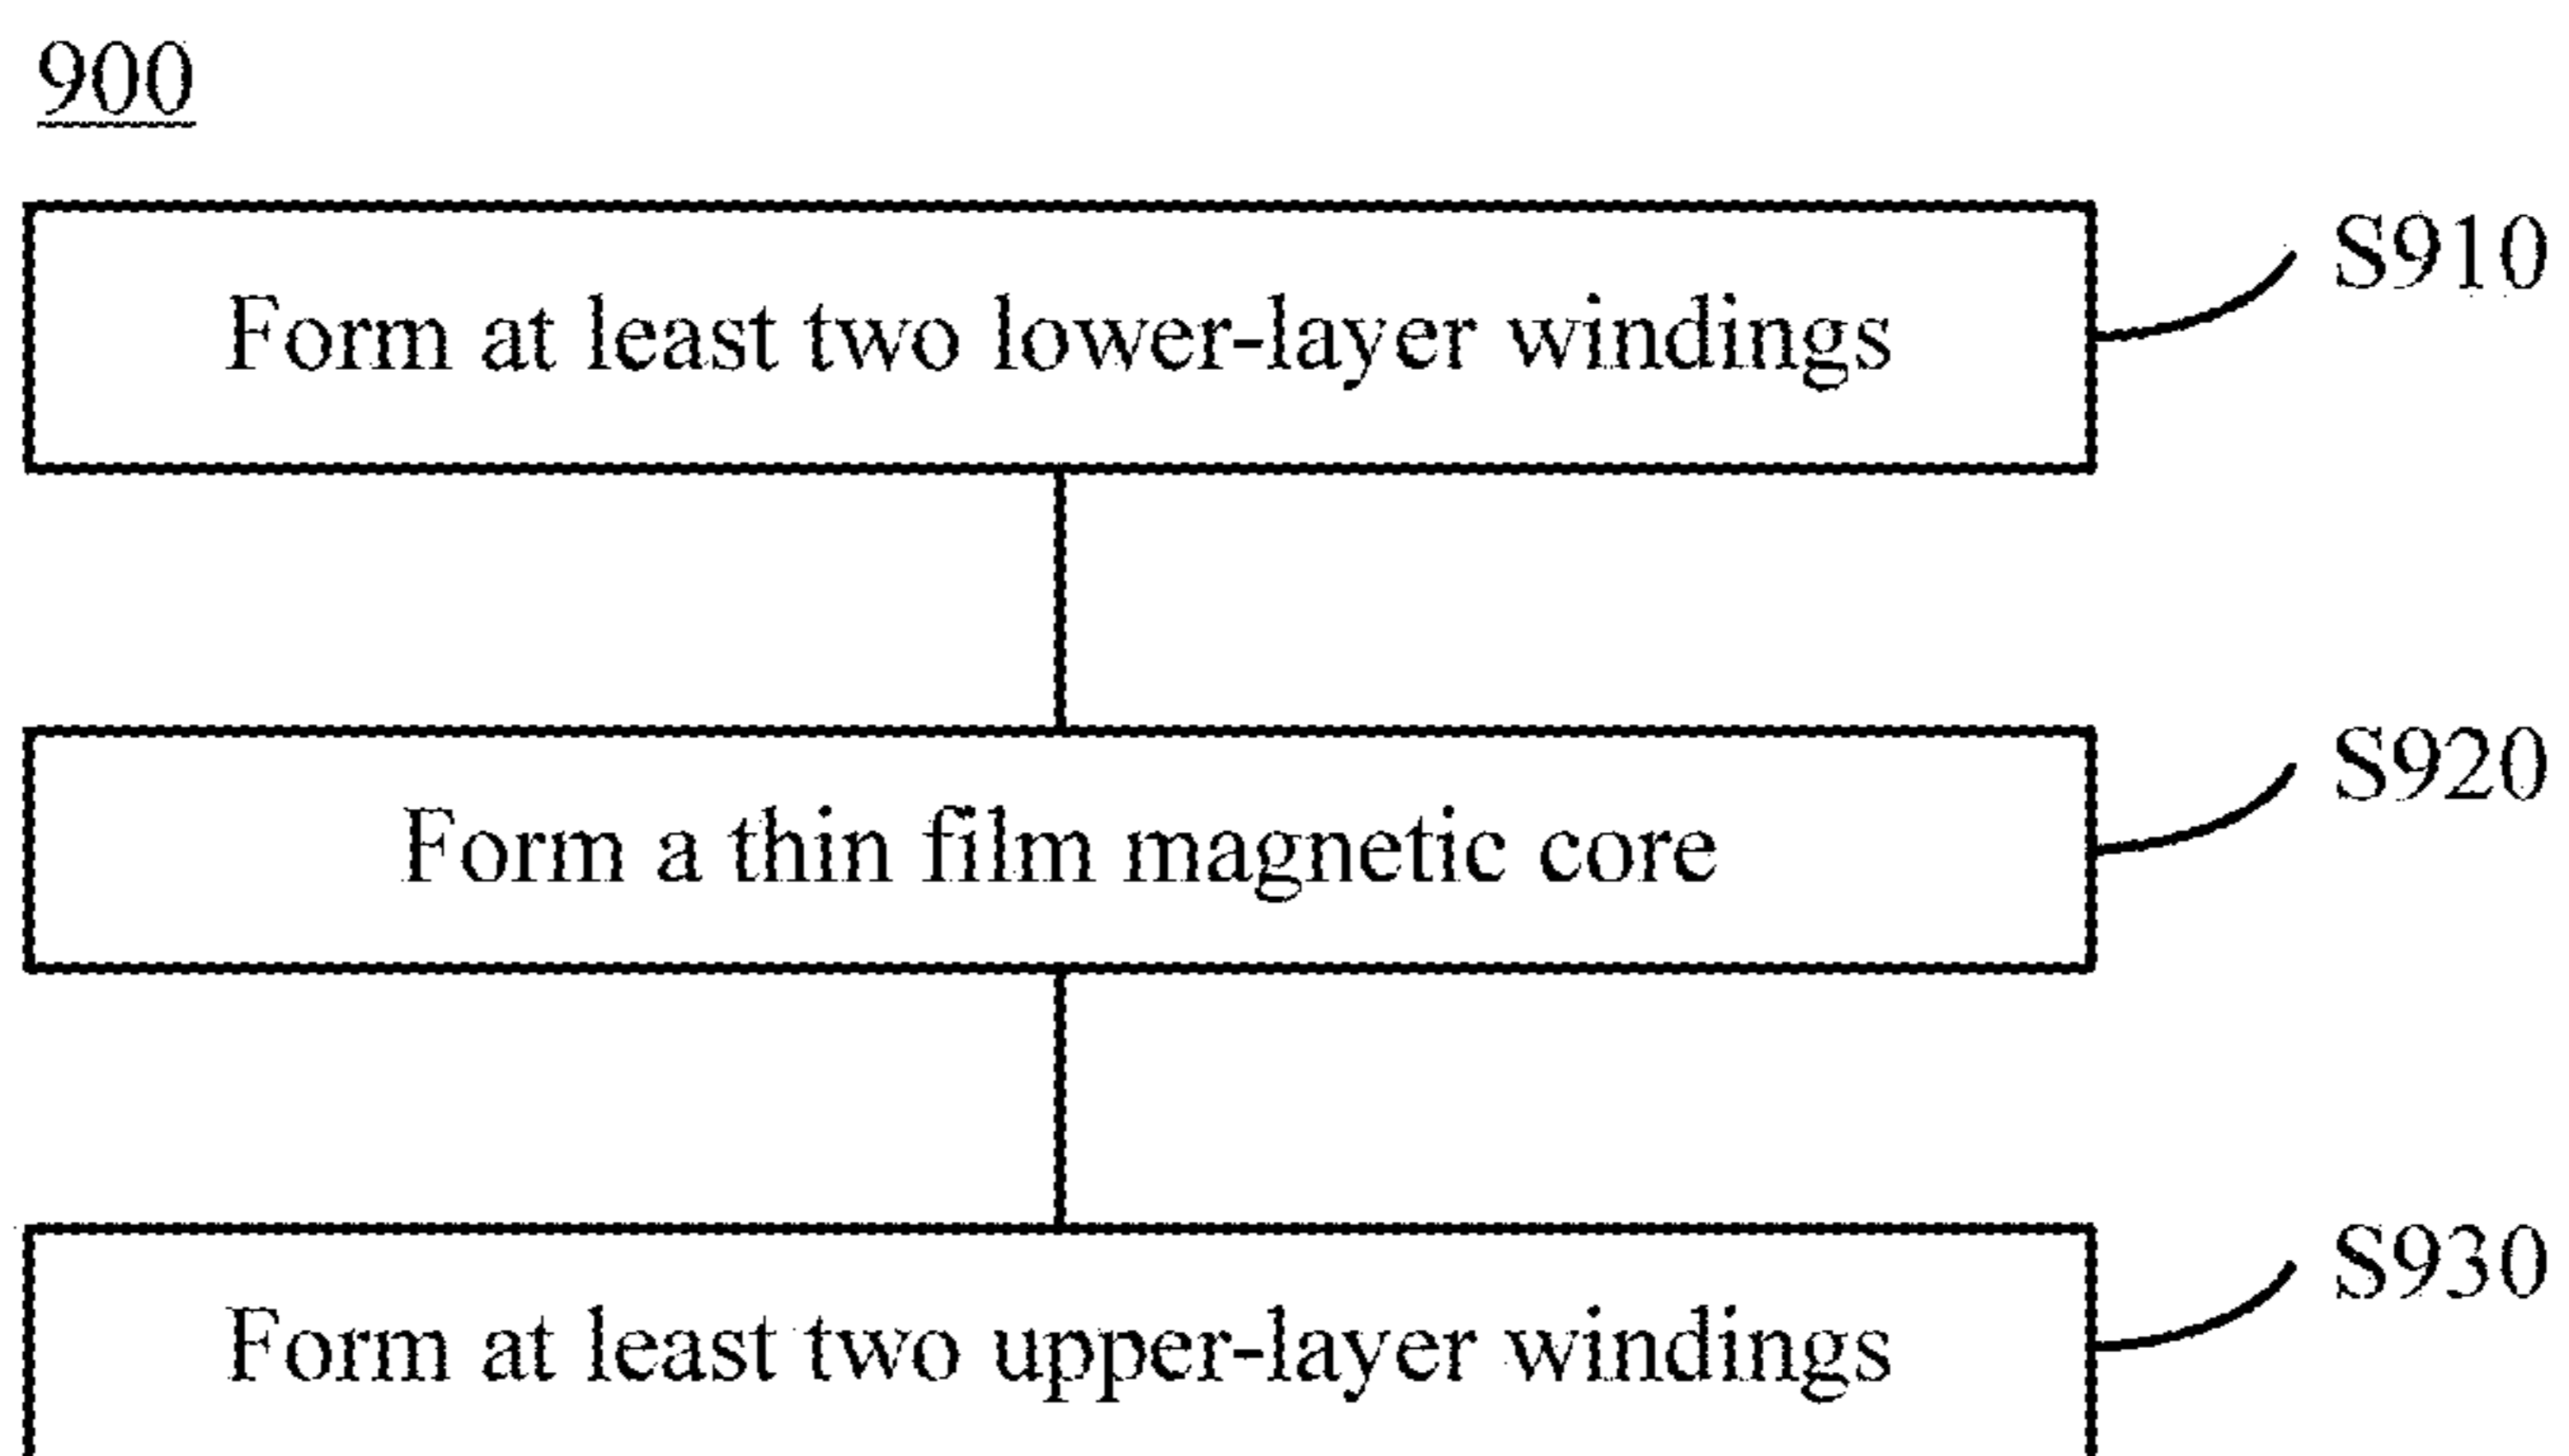 900
Form at least two lower-layer windings
S910
Form a thin film magnetic core
S920
Form at least two upper-layer windings
S930